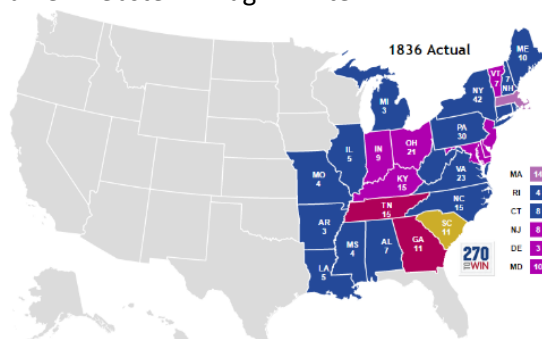 1836 Actual
ME
10
VT
7
7
NH
NY
42
MI
3
PA
30
IL
5
IN
9
OH
21
MO
4
KY
15
VA
23
NC
15
TN
15
SC
11
AR
3
MS
4
AL
7
GA
11
LA
5
MA 14
RI 4
CT 8
NJ 8
DE 3
MD 10
270
TO WIN